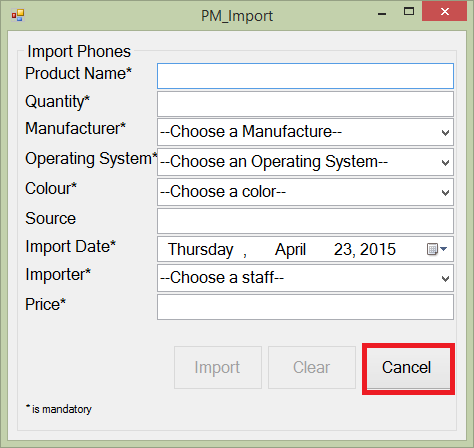 PM_Import
Import Phones
Product Name*
Quantity*
Manufacturer* --Choose a Manufacture--
Operating System* --Choose an Operating System--
Colour* --Choose a color--
Source
Import Date* Thursday , April 23, 2015
Importer* --Choose a staff--
Price*
Import Clear Cancel
* is mandatory